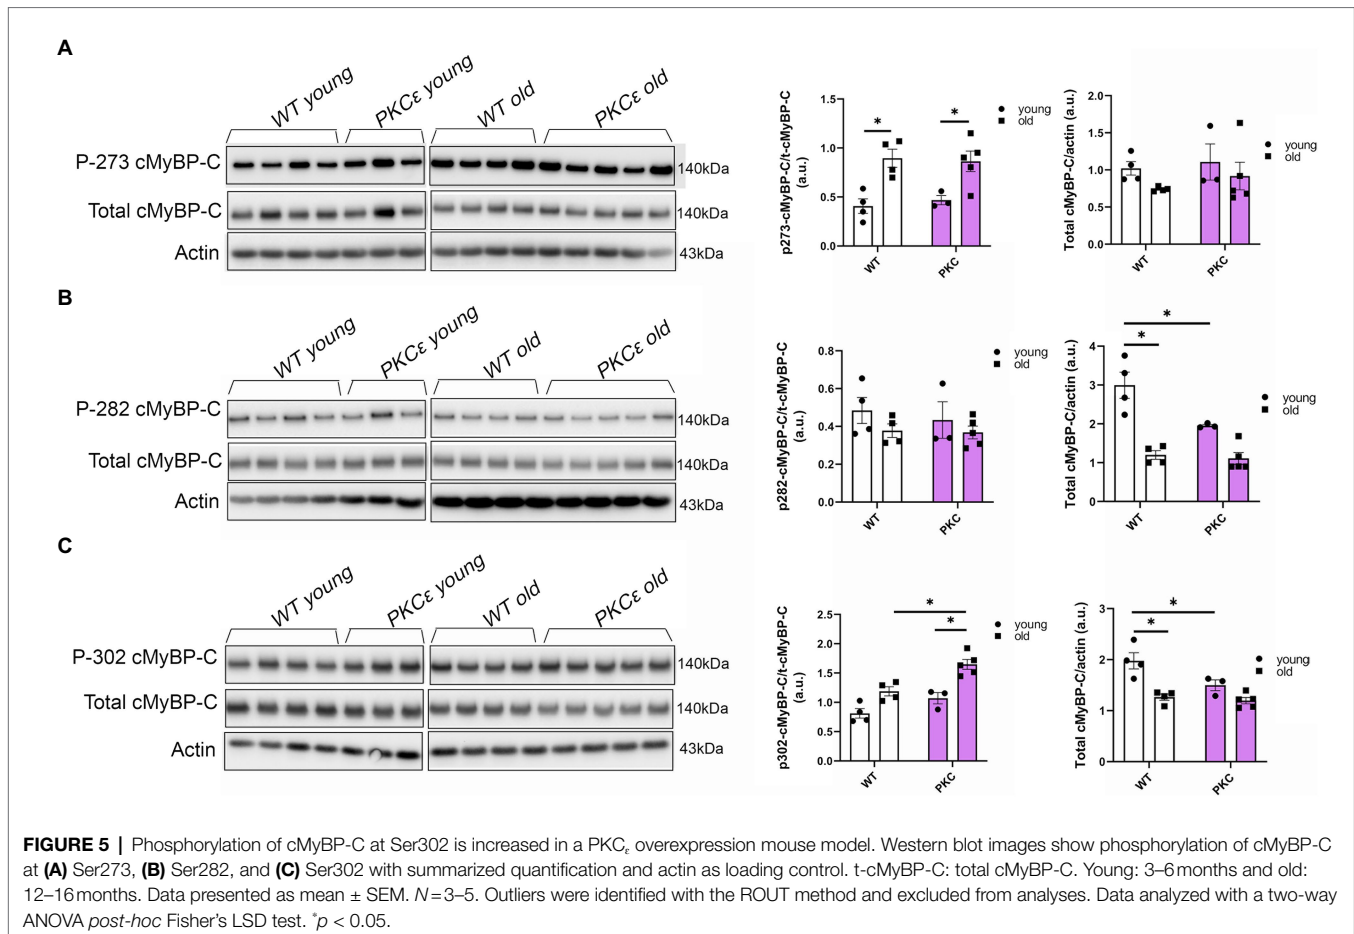 A
WT young
PKCε young
WT old
PKCε old
P-273 cMyBP-C
140kDa
Total cMyBP-C
140kDa
Actin
43kDa
p273-cMyBP-C/t-cMyBP-C
(a.u.)
1.5
1.0
0.5
0.0
*
*
WT
PKC
young
old
Total cMyBP-C/actin (a.u.)
2.0
1.5
1.0
0.5
0.0
WT
PKC
young
old
B
WT young
PKCε young
WT old
PKCε old
P-282 cMyBP-C
140kDa
Total cMyBP-C
140kDa
Actin
43kDa
p282-cMyBP-C/t-cMyBP-C
(a.u.)
0.8
0.6
0.4
0.2
0.0
WT
PKC
young
old
Total cMyBP-C/actin (a.u.)
4
3
2
1
0
*
*
WT
PKC
young
old
C
WT young
PKCε young
WT old
PKCε old
P-302 cMyBP-C
140kDa
Total cMyBP-C
140kDa
Actin
43kDa
p302-cMyBP-C/t-cMyBP-C
(a.u.)
2.5
2.0
1.5
1.0
0.5
0.0
*
*
WT
PKC
young
old
Total cMyBP-C/actin (a.u.)
3
2
1
0
*
*
WT
PKC
young
old
FIGURE 5 | Phosphorylation of cMyBP-C at Ser302 is increased in a PKCε overexpression mouse model. Western blot images show phosphorylation of cMyBP-C
at (A) Ser273, (B) Ser282, and (C) Ser302 with summarized quantification and actin as loading control. t-cMyBP-C: total cMyBP-C. Young: 3–6 months and old:
12–16 months. Data presented as mean ± SEM. N = 3–5. Outliers were identified with the ROUT method and excluded from analyses. Data analyzed with a two-way
ANOVA post-hoc Fisher's LSD test. *p < 0.05.